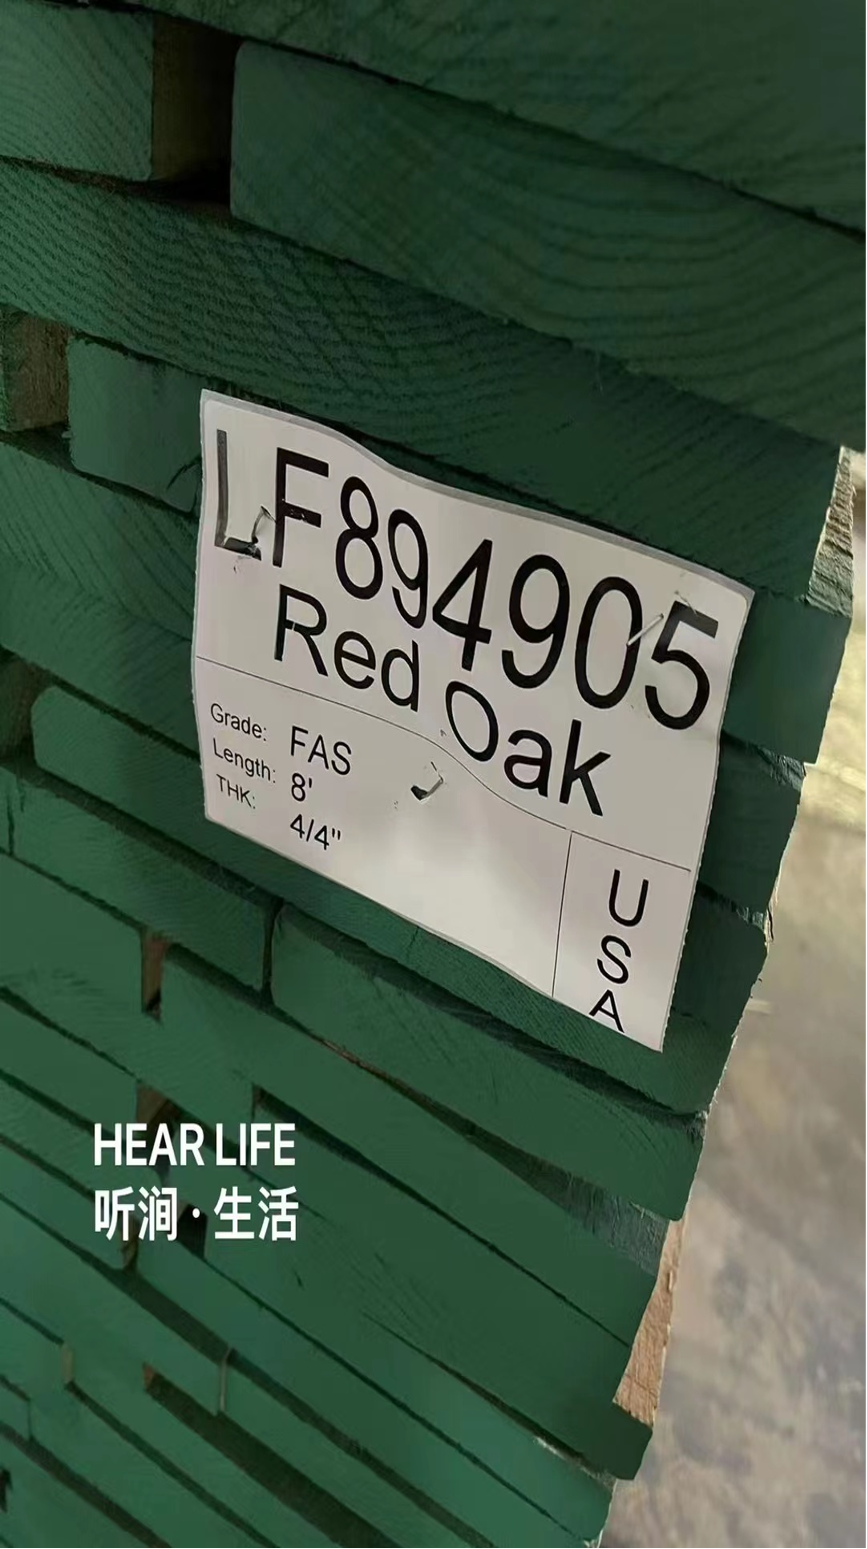 LF894905
Red Oak
Grade: FAS
Length: 8'
THK: 4/4"
USA
HEAR LIFE
听涧·生活